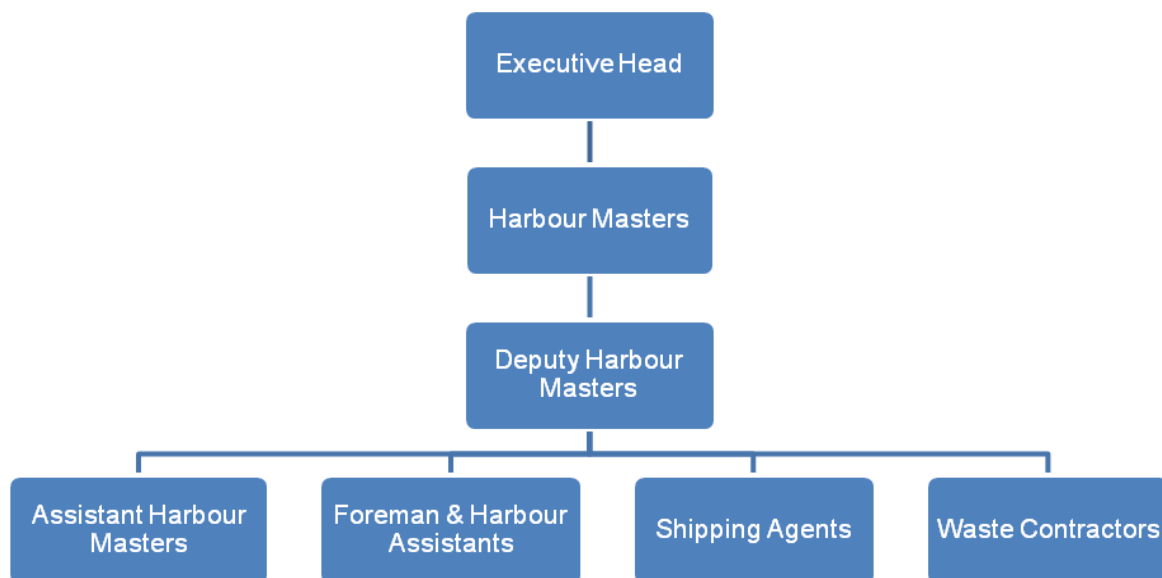 Executive Head
Harbour Masters
Deputy Harbour
Masters
Assistant Harbour
Masters
Foreman & Harbour
Assistants
Shipping Agents
Waste Contractors